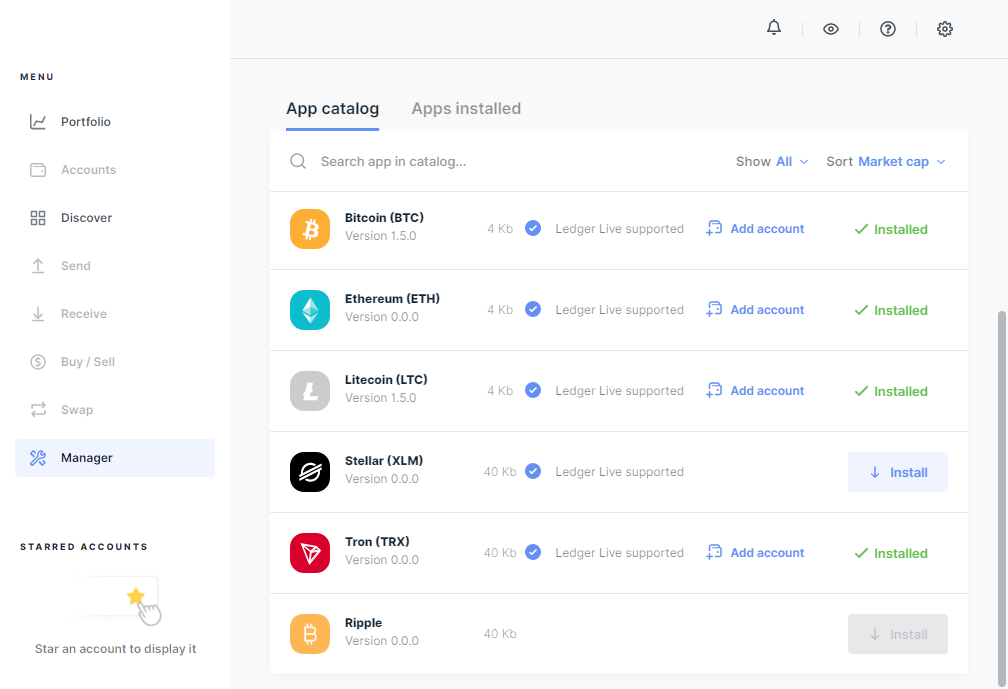 MENU
Portfolio
Accounts
Discover
Send
Receive
Buy / Sell
Swap
Manager
STARRED ACCOUNTS
Star an account to display it
App catalog Apps installed
Search app in catalog... Show All Sort Market cap
Bitcoin (BTC)
Version 1.5.0
4 Kb Ledger Live supported Add account Installed
Ethereum (ETH)
Version 0.0.0
4 Kb Ledger Live supported Add account Installed
Litecoin (LTC)
Version 1.5.0
4 Kb Ledger Live supported Add account Installed
Stellar (XLM)
Version 0.0.0
40 Kb Ledger Live supported Install
Tron (TRX)
Version 0.0.0
40 Kb Ledger Live supported Add account Installed
Ripple
Version 0.0.0
40 Kb Install